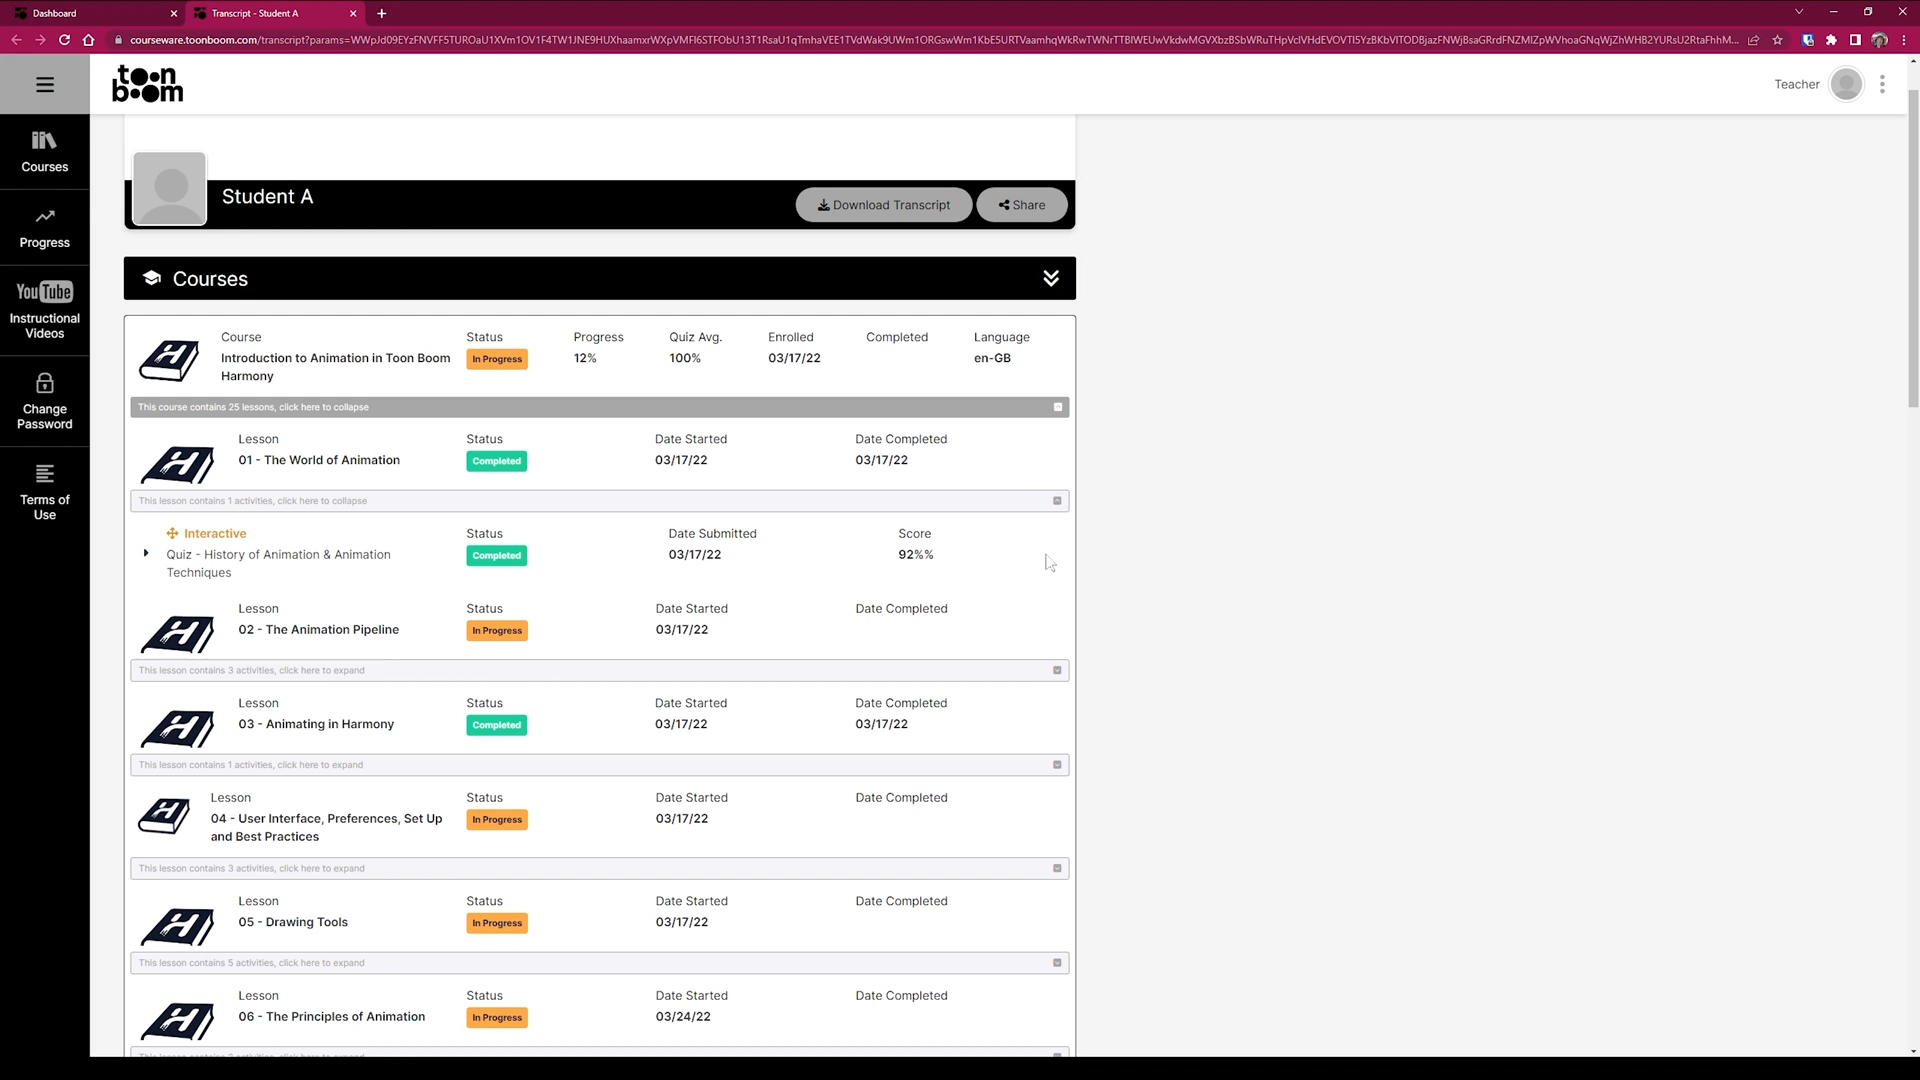 Dashboard
Transcript - Student A
toon
boom
Teacher
Courses
Progress
YouTube
Instructional
Videos
Change
Password
Terms of
Use
Student A
Download Transcript
Share
Courses
Course Status Progress Quiz Avg. Enrolled Completed Language
Introduction to Animation in Toon Boom In Progress 12% 100% 03/17/22 en-GB
Harmony
This course contains 25 lessons, click here to collapse
Lesson Status Date Started Date Completed
01 - The World of Animation Completed 03/17/22 03/17/22
This lesson contains 1 activities, click here to collapse
Interactive Status Date Submitted Score
Quiz - History of Animation & Animation Completed 03/17/22 92%%
Techniques
Lesson Status Date Started Date Completed
02 - The Animation Pipeline In Progress 03/17/22
This lesson contains 3 activities, click here to expand
Lesson Status Date Started Date Completed
03 - Animating in Harmony Completed 03/17/22 03/17/22
This lesson contains 1 activities, click here to expand
Lesson Status Date Started Date Completed
04 - User Interface, Preferences, Set Up In Progress 03/17/22
and Best Practices
This lesson contains 3 activities, click here to expand
Lesson Status Date Started Date Completed
05 - Drawing Tools In Progress 03/17/22
This lesson contains 5 activities, click here to expand
Lesson Status Date Started Date Completed
06 - The Principles of Animation In Progress 03/24/22